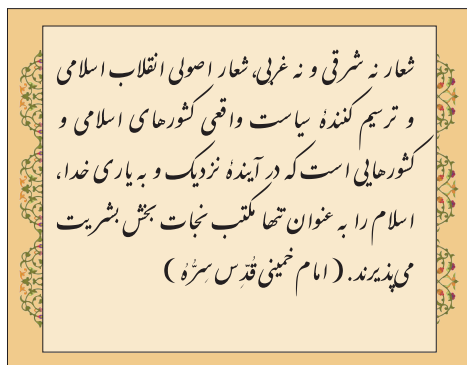 شعار نه شرقی و نه غربی، شعار اصولی انقلاب اسلامی
و ترسیم کنندهٔ سیاست واقعی کشورهای اسلامی و
کشورهایی است که در آیندهٔ نزدیک و به یاری خدا،
اسلام را به عنوان تنها مکتب نجات بخش بشریت
می‌پذیرند. ( امام خمینی قُدِّس سِرُّه )